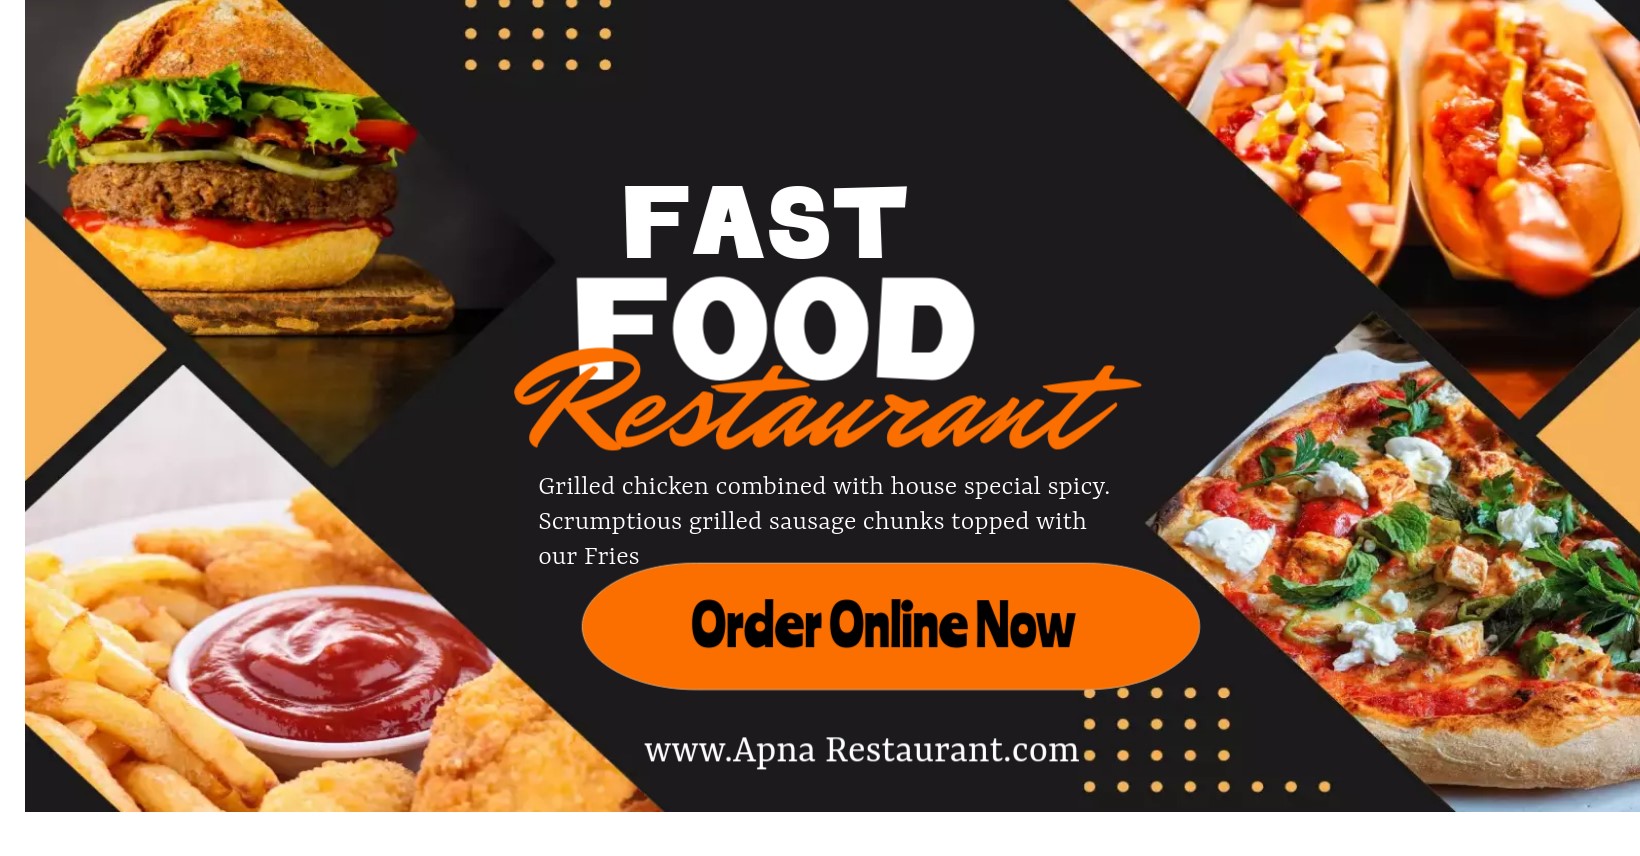 FAST
FOOD
Restaurant
Grilled chicken combined with house special spicy.
Scrumptious grilled sausage chunks topped with
our Fries
Order Online Now
www.Apna Restaurant.com